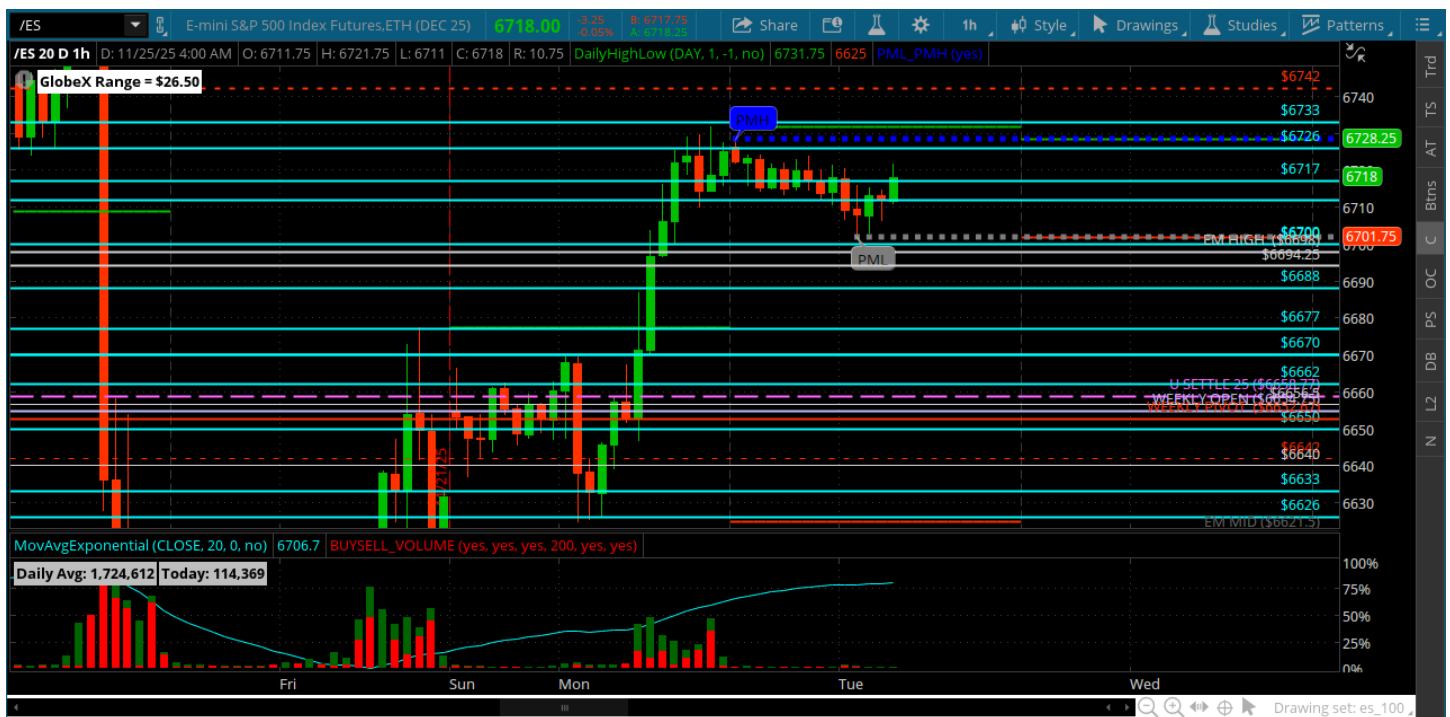 /ES E-mini S&P 500 Index Futures,ETH (DEC 25) 6718.00 -3.25 B: 6717.75 Share 1h Style Drawings Studies Patterns
-0.05% A: 6718.25
/ES 20 D 1h D: 11/25/25 4:00 AM O: 6711.75 H: 6721.75 L: 6711 C: 6718 R: 10.75 DailyHighLow (DAY, 1, -1, no) 6731.75 6625 PML_PMH (yes)
GlobeX Range = $26.50
$6742
6740
$6733
PMH
$6726
6728.25
$6717
6718
6710
$6700
EM HIGH ($6698)
6701.75
$6694.25
PML
$6688
6690
$6677
6680
$6670
6670
$6662
U SETTLE 25 ($6658.77)
6660
WEEKLY OPEN
WEEKLY PIVOT
$6650
6650
$6642
$6640
6640
$6633
6630
$6626
EM MID ($6621.5)
MovAvgExponential (CLOSE, 20, 0, no) 6706.7 BUYSELL_VOLUME (yes, yes, yes, 200, yes, yes)
Daily Avg: 1,724,612 Today: 114,369
100%
75%
50%
25%
0%
Fri Sun Mon Tue Wed
Drawing set: es_100
Trd
TS
AT
Btns
C
OC
PS
DB
L2
N